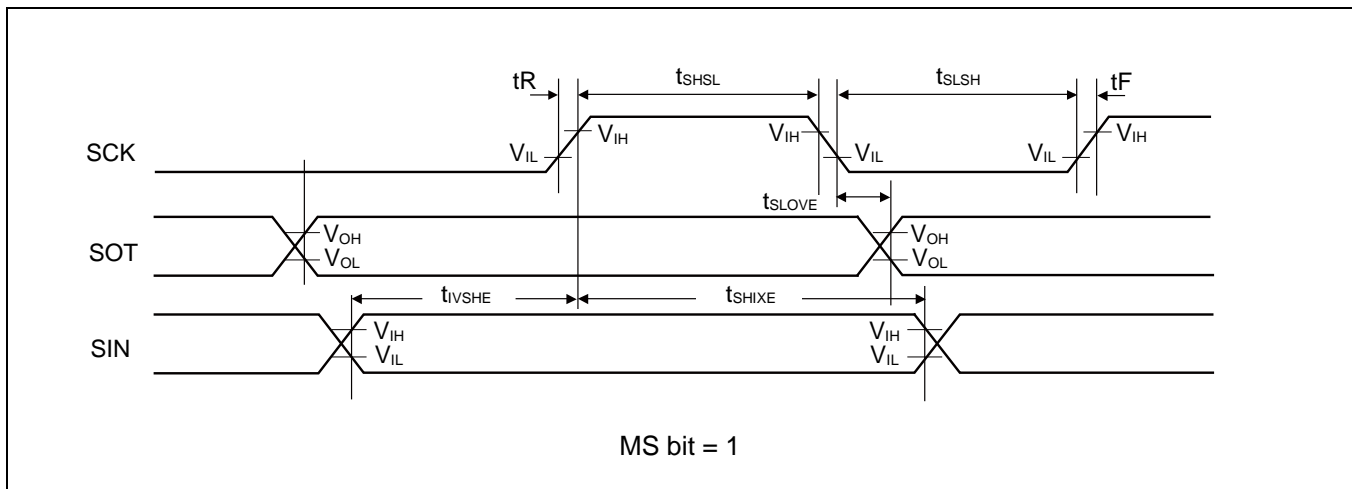 tR tSHSL tSLSH tF
SCK VIL VIH VIH VIL VIL VIH
tSLOVE
SOT VOH VOL VOH VOL
tIVSHE tSHIXE
SIN VIH VIL VIH VIL
MS bit = 1